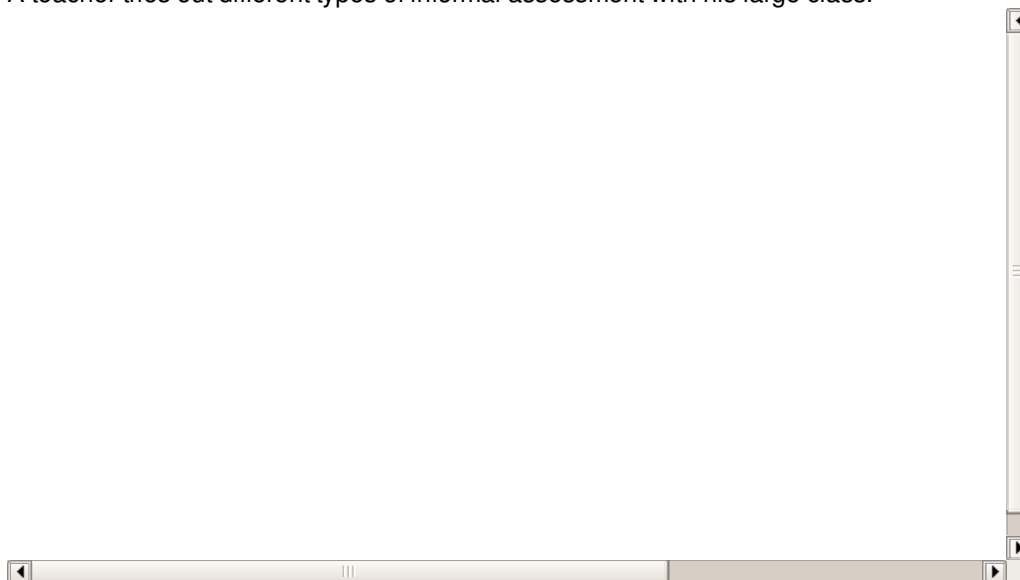 A teacher tries out different types of informal assessment with his large class.